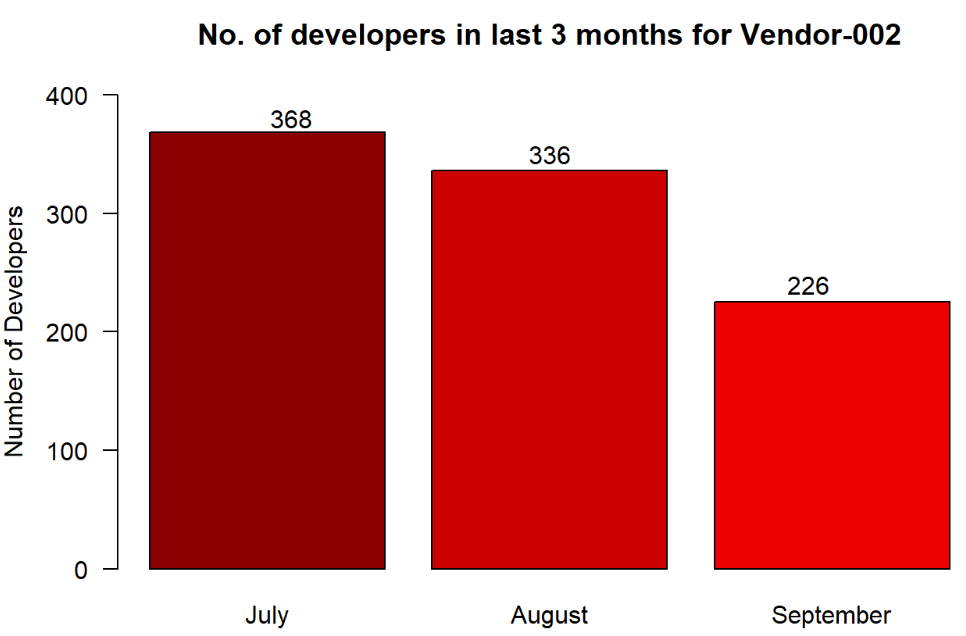 No. of developers in last 3 months for Vendor-002
Number of Developers
400
300
200
100
0
368
336
226
July
August
September